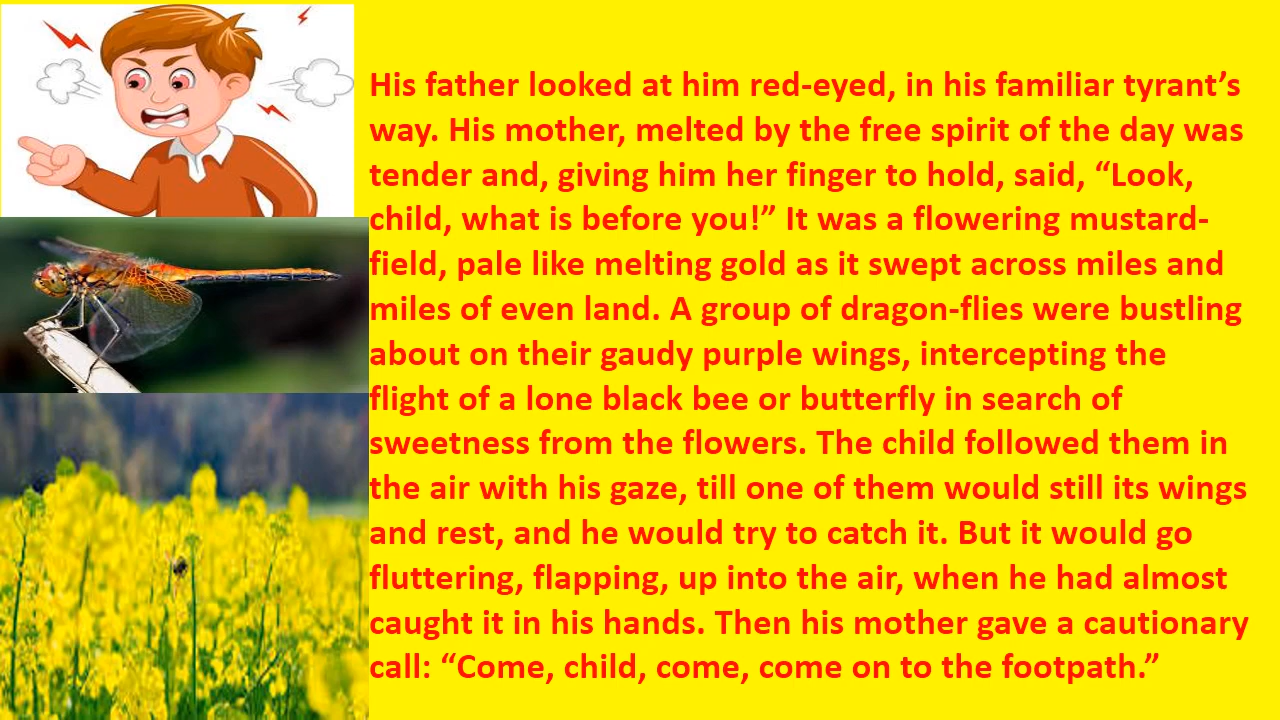 His father looked at him red-eyed, in his familiar tyrant’s
way. His mother, melted by the free spirit of the day was
tender and, giving him her finger to hold, said, “Look,
child, what is before you!” It was a flowering mustard-
field, pale like melting gold as it swept across miles and
miles of even land. A group of dragon-flies were bustling
about on their gaudy purple wings, intercepting the
flight of a lone black bee or butterfly in search of
sweetness from the flowers. The child followed them in
the air with his gaze, till one of them would still its wings
and rest, and he would try to catch it. But it would go
fluttering, flapping, up into the air, when he had almost
caught it in his hands. Then his mother gave a cautionary
call: “Come, child, come, come on to the footpath.”